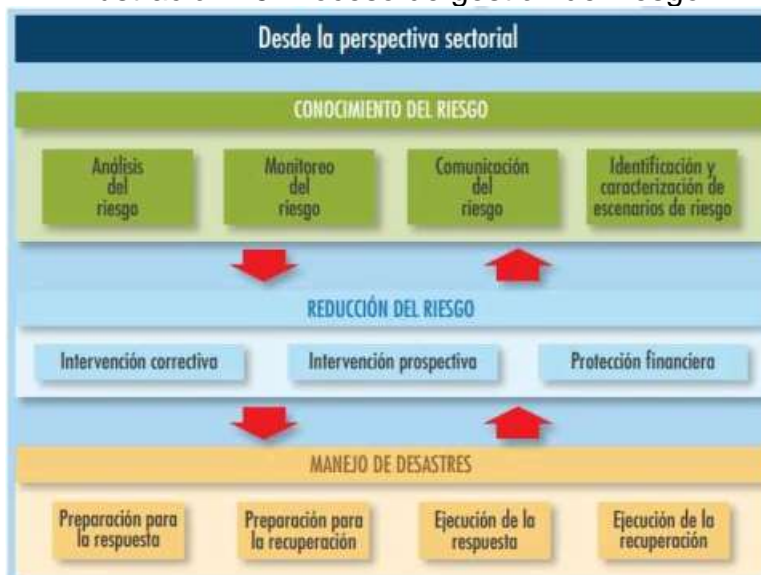 Desde la perspectiva sectorial
CONOCIMIENTO DEL RIESGO
Análisis
del
riesgo
Monitoreo
del
riesgo
Comunicación
del
riesgo
Identificación y
caracterización de
escenarios de riesgo
REDUCCIÓN DEL RIESGO
Intervención correctiva
Intervención prospectiva
Protección financiera
MANEJO DE DESASTRES
Preparación para
la respuesta
Preparación para
la recuperación
Ejecución de la
respuesta
Ejecución de la
recuperación